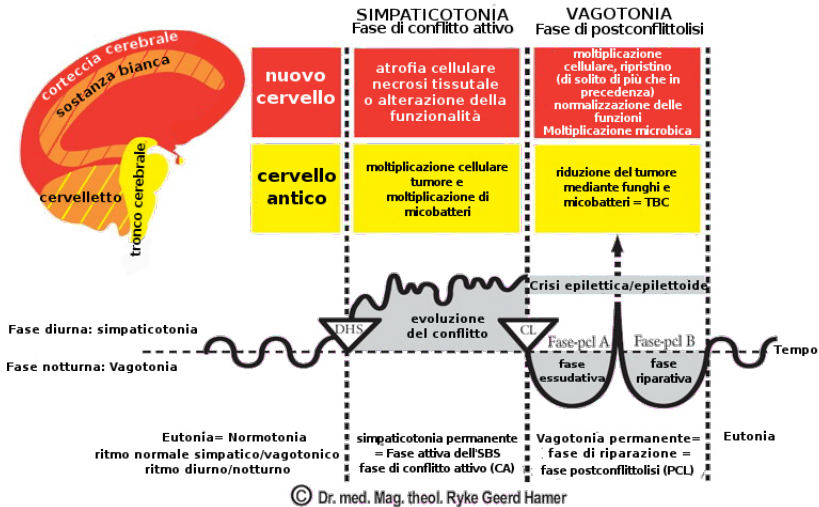 SIMPATICOTONIA
Fase di conflitto attivo
VAGOTONIA
Fase di postconflittolisi
corteccia cerebrale
sostanza bianca
cervelletto
tronco cerebrale
nuovo
cervello
atrofia cellulare
necrosi tissutale
o alterazione della
funzionalità
moltiplicazione
cellulare, ripristino
(di solito di più che in
precedenza)
normalizzazione delle
funzioni
Moltiplicazione microbica
cervello
antico
moltiplicazione cellulare
tumore e
moltiplicazione di
micobatteri
riduzione del tumore
mediante funghi e
micobatteri = TBC
Crisi epilettica/epilettoide
evoluzione
del conflitto
Fase diurna: simpaticotonia
DHS
CL
Fase-pcl A
Fase-pcl B
Tempo
Fase notturna: Vagotonia
fase
essudativa
fase
riparativa
Eutonia= Normotonia
ritmo normale simpatico/vagotonico
ritmo diurno/notturno
simpaticotonia permanente
= Fase attiva dell'SBS
fase di conflitto attivo (CA)
Vagotonia permanente=
fase di riparazione =
fase postconflittolisi (PCL)
Eutonia
© Dr. med. Mag. theol. Ryke Geerd Hamer